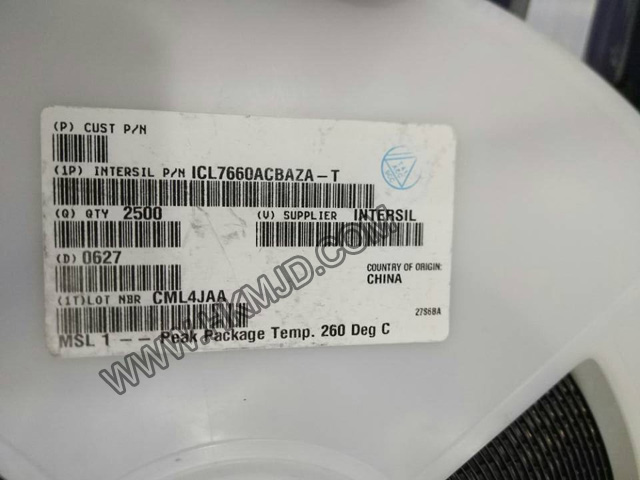 (P) CUST P/N
(1P) INTERSIL P/N ICL7660ACBAZA-T
(Q) QTY 2500 (V) SUPPLIER INTERSIL
(D) 0627
COUNTRY OF ORIGIN:
CHINA
(1T)LOT NBR CML4JAA
27S6BA
MSL 1 -- Peak Package Temp. 260 Deg C
WWW.HKMJD.COM